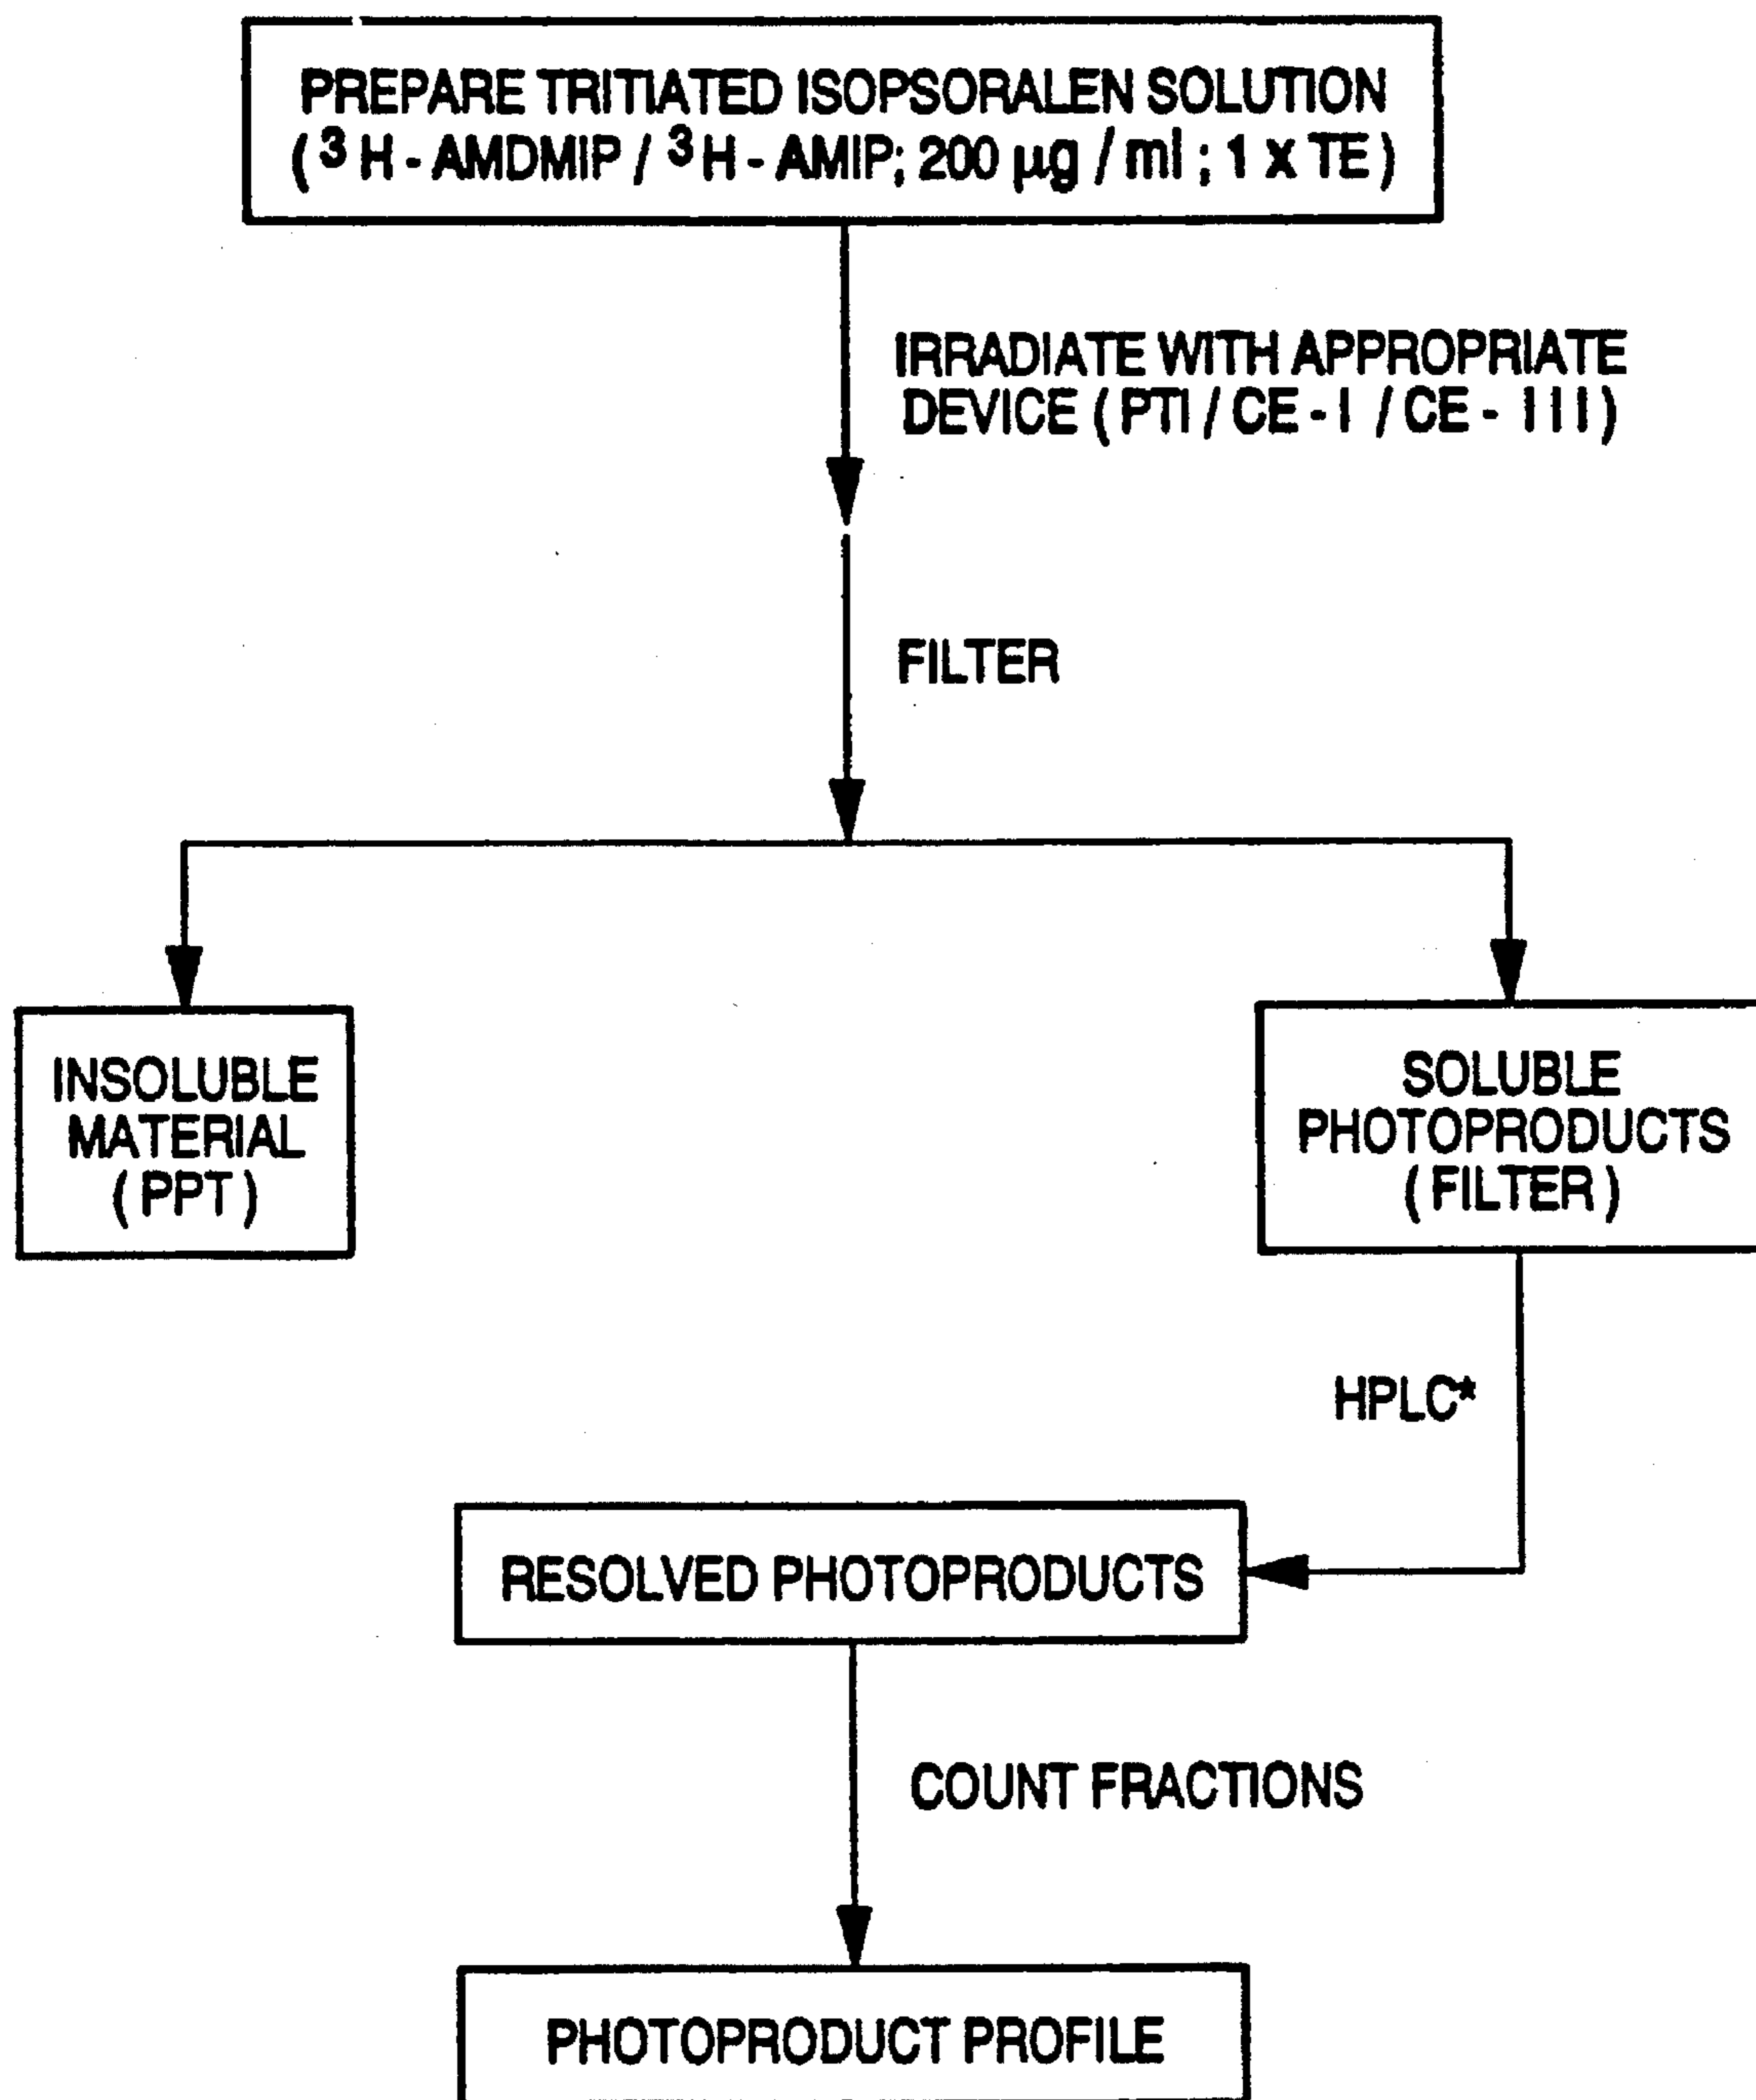 PREPARE TRITIATED ISOPSORALEN SOLUTION
( ³H - AMDMIP / ³H - AMIP; 200 µg / ml ; 1 x TE )
IRRADIATE WITH APPROPRIATE
DEVICE ( PTI / CE - I / CE - III )
FILTER
INSOLUBLE
MATERIAL
( PPT )
SOLUBLE
PHOTOPRODUCTS
( FILTER )
HPLC*
RESOLVED PHOTOPRODUCTS
COUNT FRACTIONS
PHOTOPRODUCT PROFILE